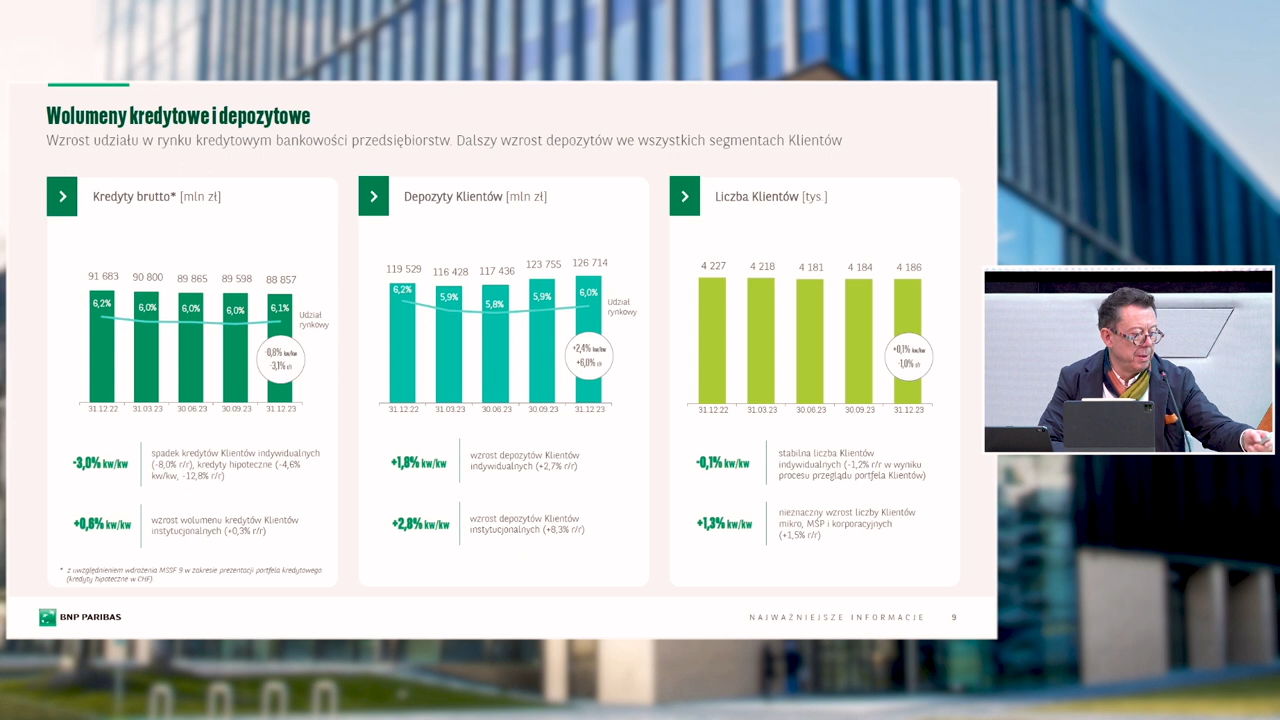 Wolumeny kredytowe i depozytowe
Wzrost udziału w rynku kredytowym bankowości przedsiębiorstw. Dalszy wzrost depozytów we wszystkich segmentach Klientów
Kredyty brutto* [mln zł]
91 683 90 800 89 865 89 598 88 857
6,2% 6,0% 6,0% 6,0% 6,1%
Udział
rynkowy
-0,8% kw/kw
-3,1% r/r
31.12.22 31.03.23 30.06.23 30.09.23 31.12.23
-3,0% kw/kw
spadek kredytów Klientów indywidualnych
(-8,0% r/r), kredyty hipoteczne (-4,6%
kw/kw, -12,8% r/r)
+0,8% kw/kw
wzrost wolumenu kredytów Klientów
instytucjonalnych (+0,3% r/r)
* z uwzględnieniem wdrożenia MSSF 9 w zakresie prezentacji portfela kredytowego
(kredyty hipoteczne w CHF)
Depozyty Klientów [mln zł]
119 529 116 428 117 436 123 755 126 714
6,2% 5,9% 5,8% 5,9% 6,0%
Udział
rynkowy
+2,4% kw/kw
+6,0% r/r
31.12.22 31.03.23 30.06.23 30.09.23 31.12.23
+1,8% kw/kw
wzrost depozytów Klientów
indywidualnych (+2,7% r/r)
+2,8% kw/kw
wzrost depozytów Klientów
instytucjonalnych (+8,3% r/r)
Liczba Klientów [tys.]
4 227 4 218 4 181 4 184 4 186
+0,1% kw/kw
-1,0% r/r
31.12.22 31.03.23 30.06.23 30.09.23 31.12.23
-0,1% kw/kw
stabilna liczba Klientów
indywidualnych (-1,2% r/r w wyniku
procesu przeglądu portfela Klientów)
+1,3% kw/kw
nieznaczny wzrost liczby Klientów
mikro, MŚP i korporacyjnych
(+1,5% r/r)
BNP PARIBAS
NAJWAŻNIEJSZE INFORMACJE 9